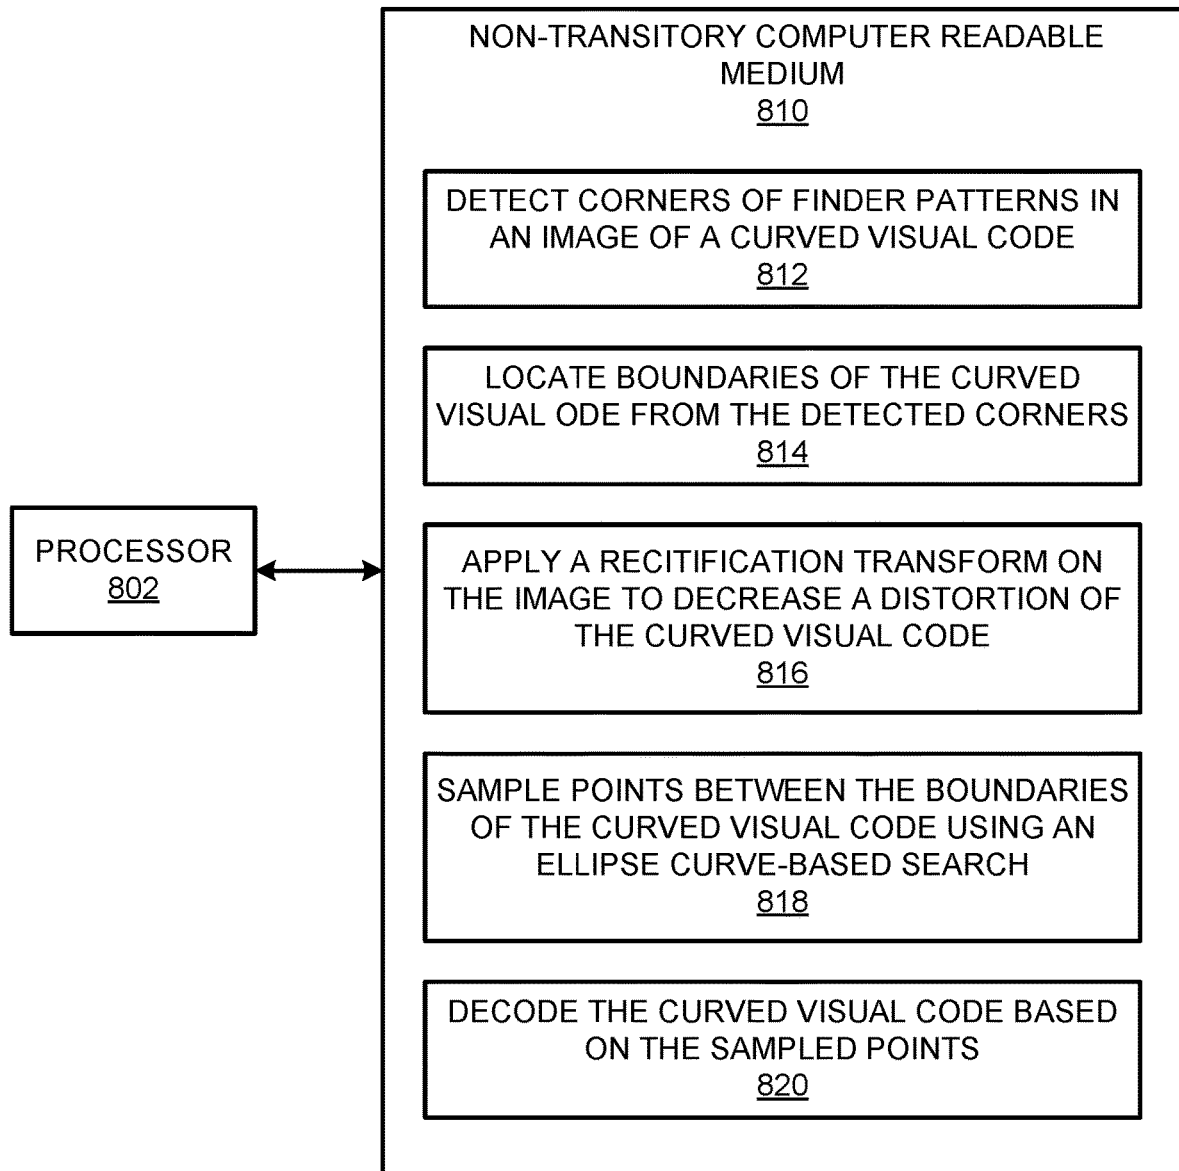 NON-TRANSITORY COMPUTER READABLE
MEDIUM
810
DETECT CORNERS OF FINDER PATTERNS IN
AN IMAGE OF A CURVED VISUAL CODE
812
LOCATE BOUNDARIES OF THE CURVED
VISUAL ODE FROM THE DETECTED CORNERS
814
PROCESSOR
802
APPLY A RECITIFICATION TRANSFORM ON
THE IMAGE TO DECREASE A DISTORTION OF
THE CURVED VISUAL CODE
816
SAMPLE POINTS BETWEEN THE BOUNDARIES
OF THE CURVED VISUAL CODE USING AN
ELLIPSE CURVE-BASED SEARCH
818
DECODE THE CURVED VISUAL CODE BASED
ON THE SAMPLED POINTS
820